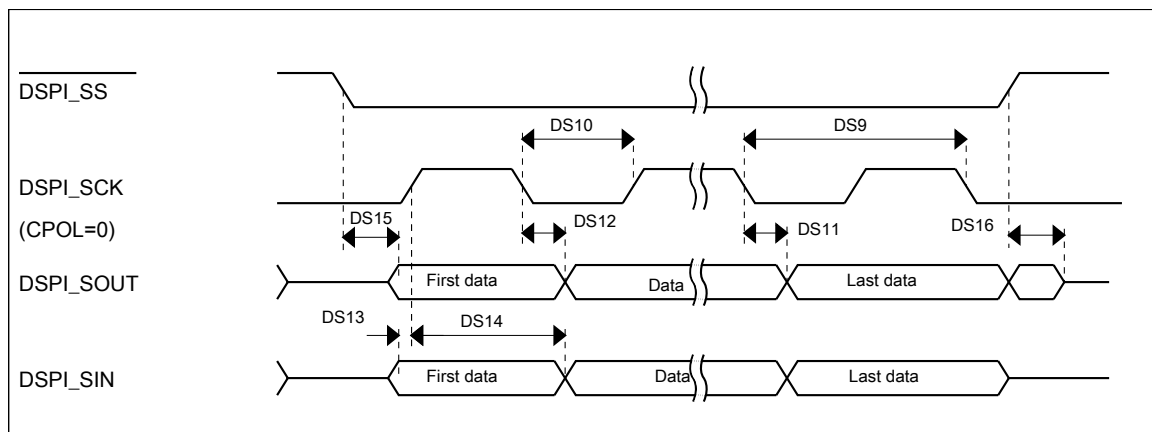 DSPI_SS
DS10
DS9
DSPI_SCK
(CPOL=0)
DS15
DS12
DS11
DS16
DSPI_SOUT
First data
Data
Last data
DS13
DS14
DSPI_SIN
First data
Data
Last data